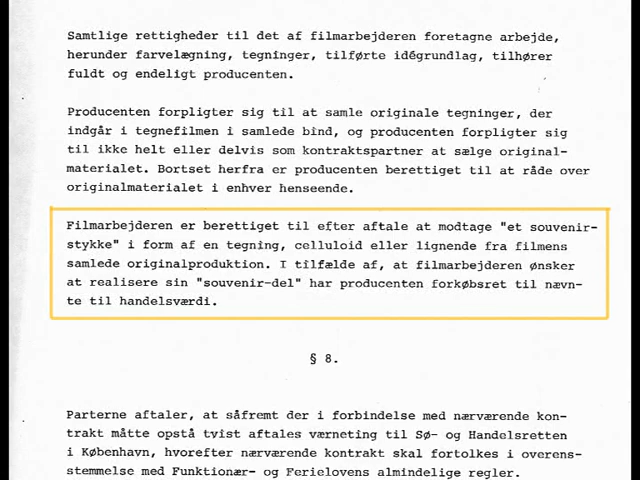 Samtlige rettigheder til det af filmarbejderen foretagne arbejde,
herunder farvelægning, tegninger, tilførte idégrundlag, tilhører
fuldt og endeligt producenten.
Producenten forpligter sig til at samle originale tegninger, der
indgår i tegnefilmen i samlede bind, og producenten forpligter sig
til ikke helt eller delvis som kontraktspartner at sælge original-
materialet. Bortset herfra er producenten berettiget til at råde over
originalmaterialet i enhver henseende.
Filmarbejderen er berettiget til efter aftale at modtage "et souvenir-
stykke" i form af en tegning, celluloid eller lignende fra filmens
samlede originalproduktion. I tilfælde af, at filmarbejderen ønsker
at realisere sin "souvenir-del" har producenten forkøbsret til nævn-
te til handelsværdi.
§ 8.
Parterne aftaler, at såfremt der i forbindelse med nærværende kon-
trakt måtte opstå tvist aftales værneting til Sø- og Handelsretten
i København, hvorefter nærværende kontrakt skal fortolkes i overens-
stemmelse med Funktionær- og Ferielovens almindelige regler.